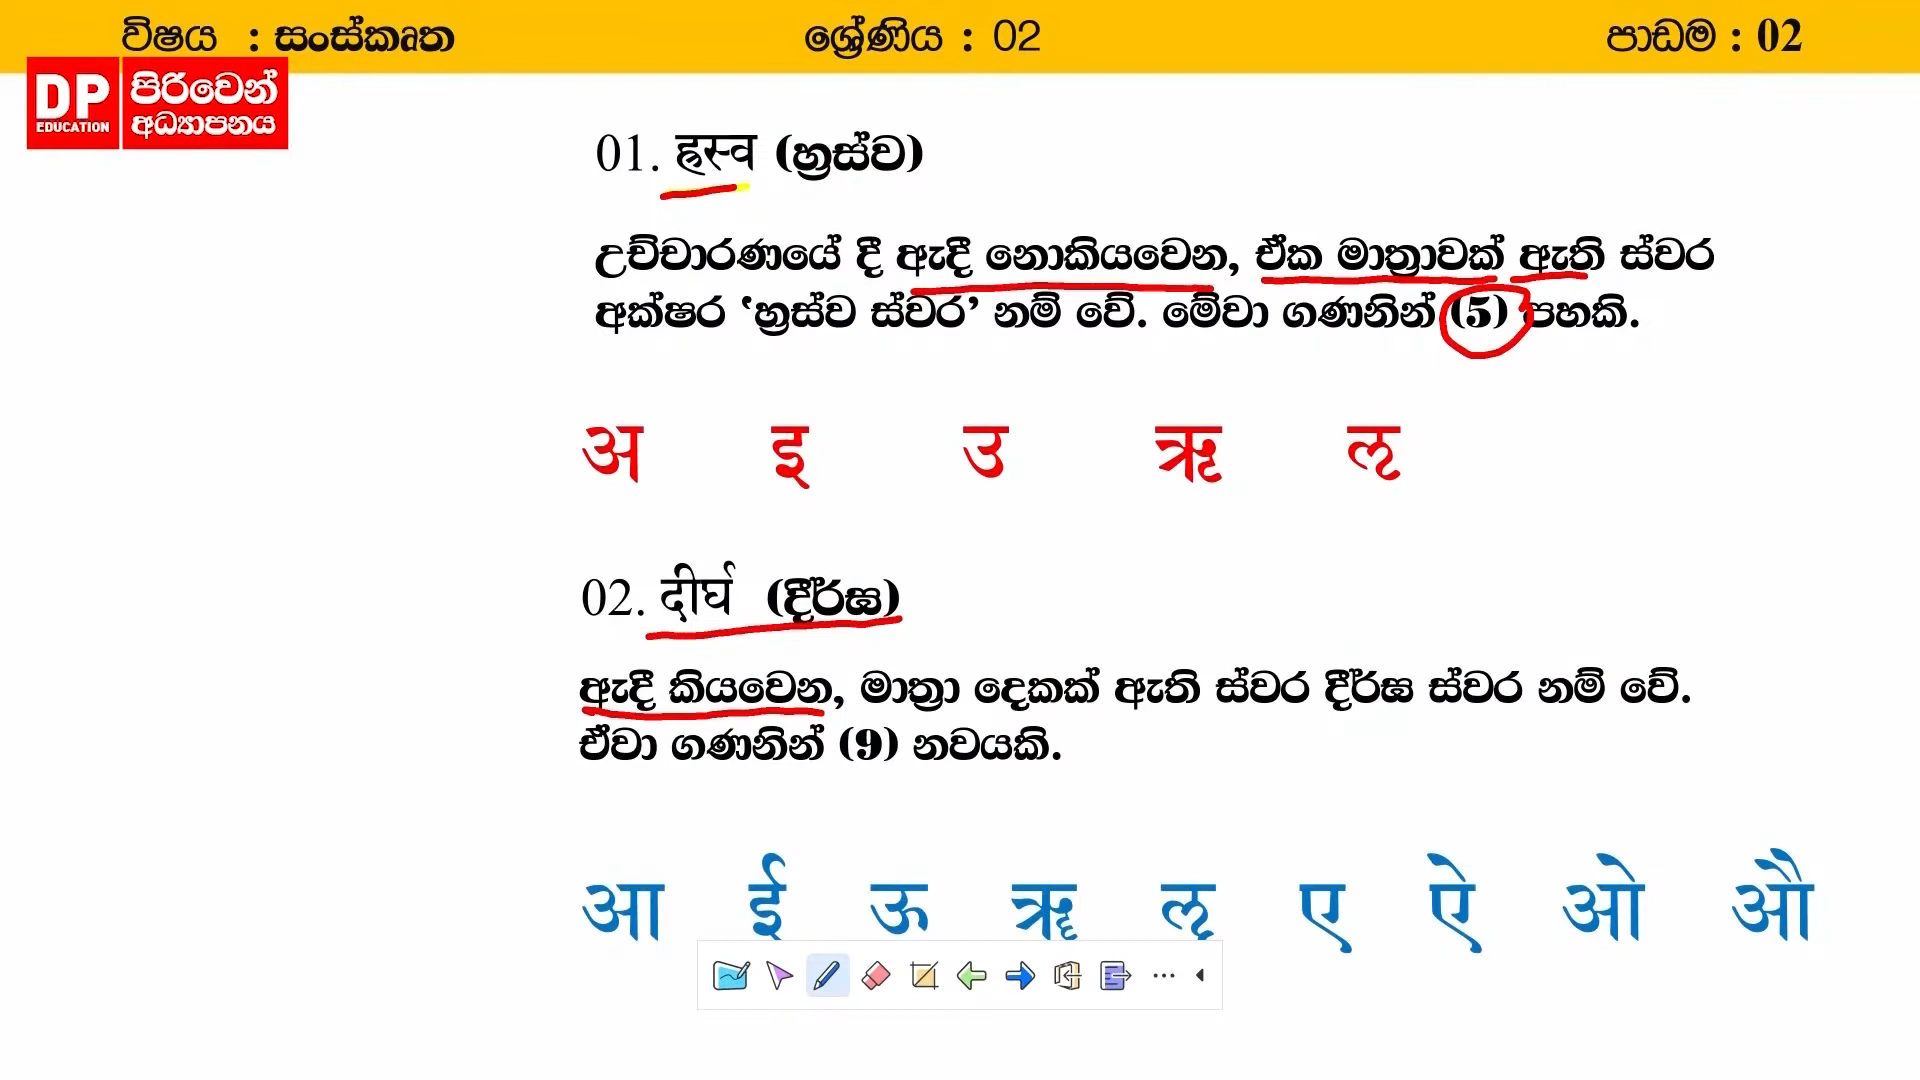 විෂය : සංස්කෘත ශ්‍රේණිය : 02 පාඩම : 02
DP EDUCATION පිරිවෙන් අධ්‍යාපනය
01. ह्रस्व (හ්‍රස්ව)
උච්චාරණයේ දී ඇදී නොකියවෙන, ඒක මාත්‍රාවක් ඇති ස්වර
අක්ෂර ‘හ්‍රස්ව ස්වර’ නම් වේ. මේවා ගණනින් (5) පහකි.
अ इ उ ऋ ऌ
02. दीर्घ (දීර්ඝ)
ඇදී කියවෙන, මාත්‍රා දෙකක් ඇති ස්වර දීර්ඝ ස්වර නම් වේ.
ඒවා ගණනින් (9) නවයකි.
आ ई ऊ ॠ ॡ ए ऐ ओ औ